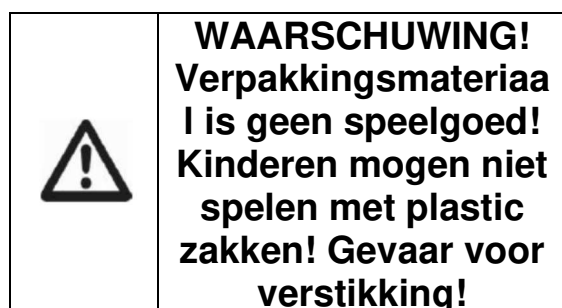 WAARSCHUWING!
Verpakkingsmateriaa
l is geen speelgoed!
Kinderen mogen niet
spelen met plastic
zakken! Gevaar voor
verstikking!